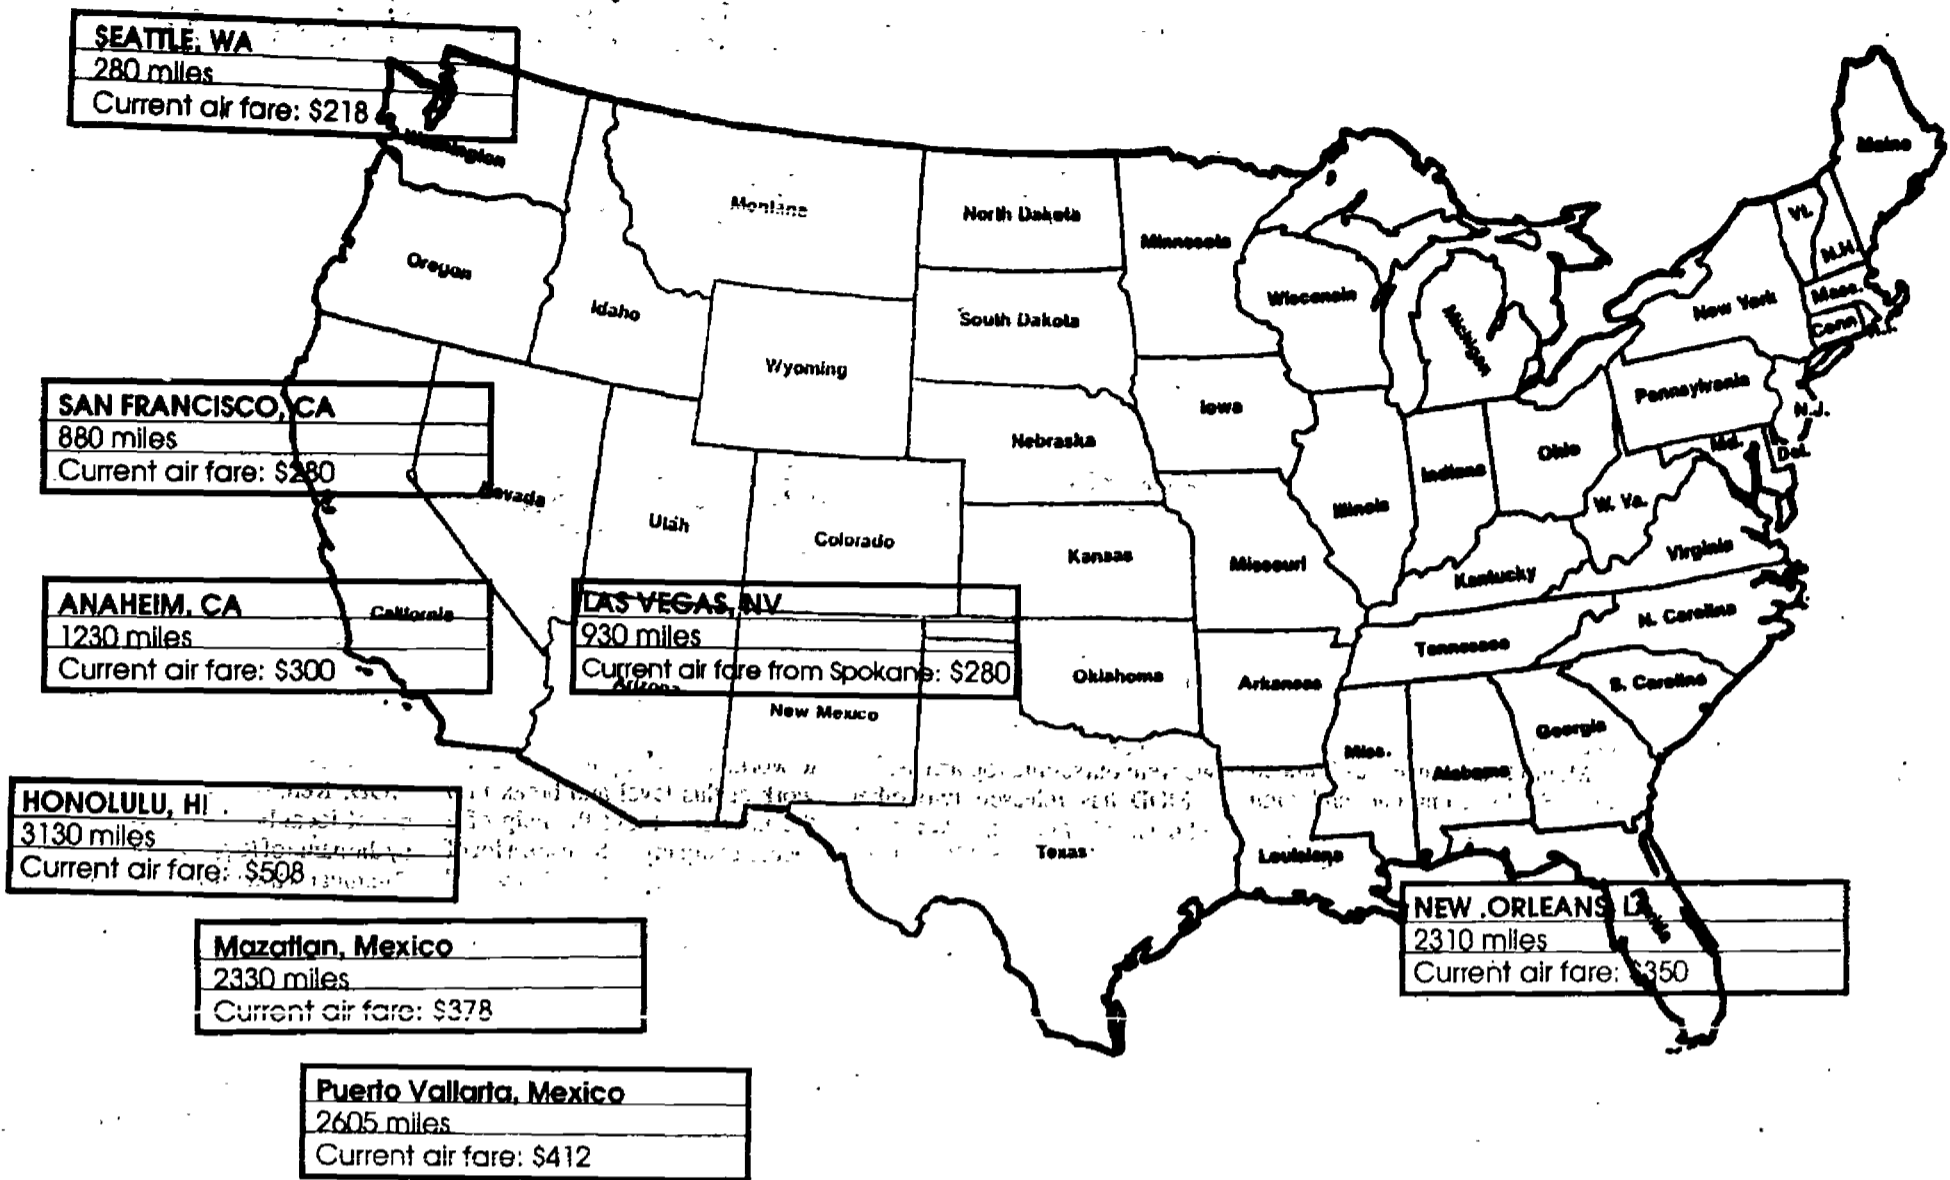 SEATTLE, WA
280 miles
Current air fare: $218
Washington
Maine
Montana
North Dakota
Minnesota
Vt.
N.H.
Oregon
Idaho
Wisconsin
Michigan
New York
Mass.
Conn
R.I.
South Dakota
Wyoming
Iowa
Pennsylvania
N.J.
SAN FRANCISCO, CA
880 miles
Current air fare: $280
Nebraska
Nevada
Utah
Colorado
Illinois
Indiana
Ohio
Md.
Del.
W. Va.
Virginia
Kansas
Missouri
Kentucky
ANAHEIM, CA
1230 miles
Current air fare: $300
California
LAS VEGAS, NV
930 miles
Current air fare from Spokane: $280
Arizona
New Mexico
Oklahoma
Arkansas
Tennessee
N. Carolina
S. Carolina
Georgia
Miss.
Alabama
HONOLULU, HI
3130 miles
Current air fare: $508
Texas
Louisiana
NEW ORLEANS, LA
2310 miles
Current air fare: $350
Mazatlan, Mexico
2330 miles
Current air fare: $378
Puerto Vallarta, Mexico
2605 miles
Current air fare: $412